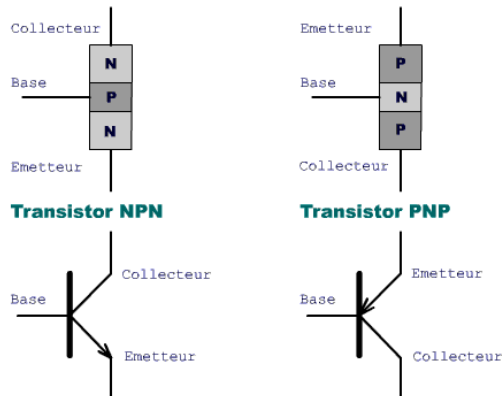 Collecteur
N
Base
P
N
Emetteur
Transistor NPN
Collecteur
Base
Emetteur
Emetteur
P
Base
N
P
Collecteur
Transistor PNP
Emetteur
Base
Collecteur